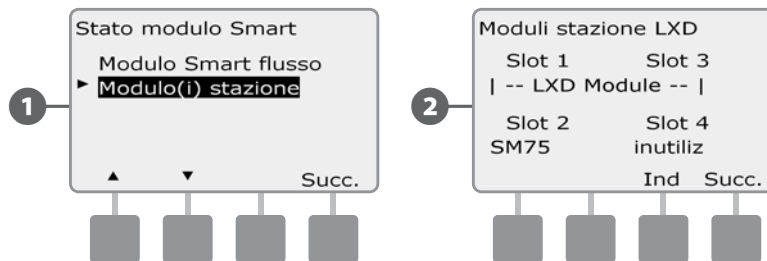 1
Stato modulo Smart
Modulo Smart flusso
► Modulo(i) stazione
▲ ▼ Succ.
2
Moduli stazione LXD
Slot 1 Slot 3
| -- LXD Module -- |
Slot 2 Slot 4
SM75 inutiliz
Ind Succ.